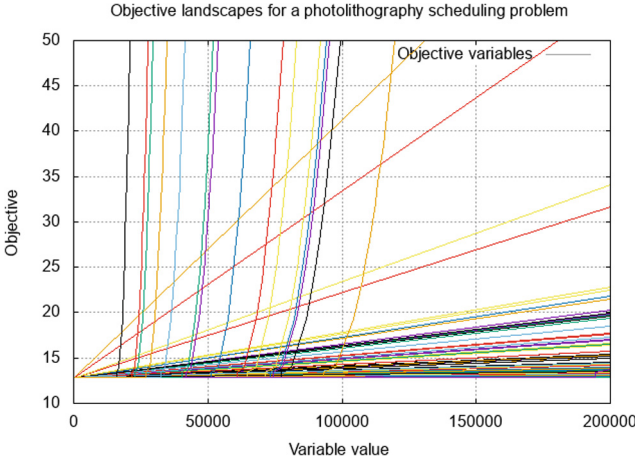 Objective landscapes for a photolithography scheduling problem
50
45
40
35
30
25
20
15
10
Objective
Objective variables
0 50000 100000 150000 200000
Variable value